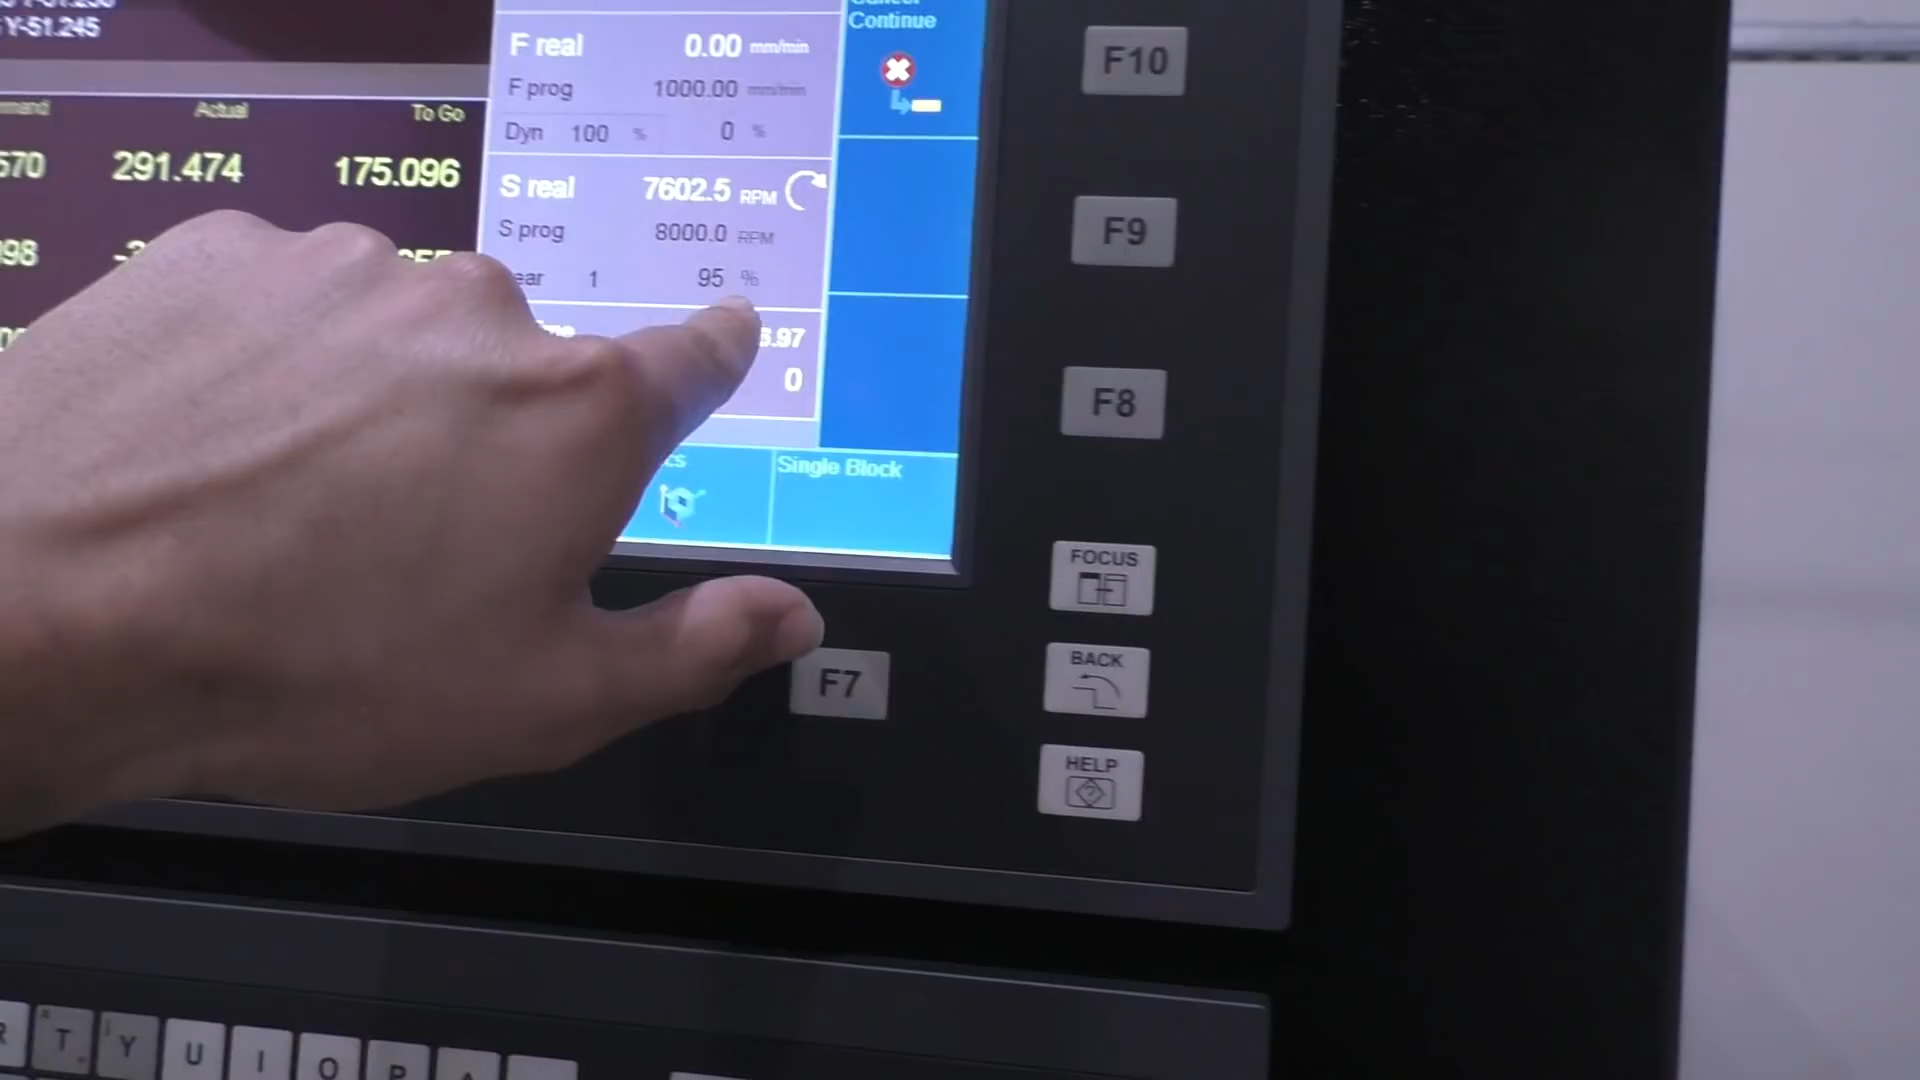 Y-51.245
Continue
F real 0.00 mm/min
F prog 1000.00 mm/min
Dyn 100 % 0 %
Actual To Go
291.474 175.096
S real 7602.5 RPM
S prog 8000.0 RPM
1 95 %
0
Single Block
F10
F9
F8
FOCUS
BACK
HELP
?
F7
T Y U I O P